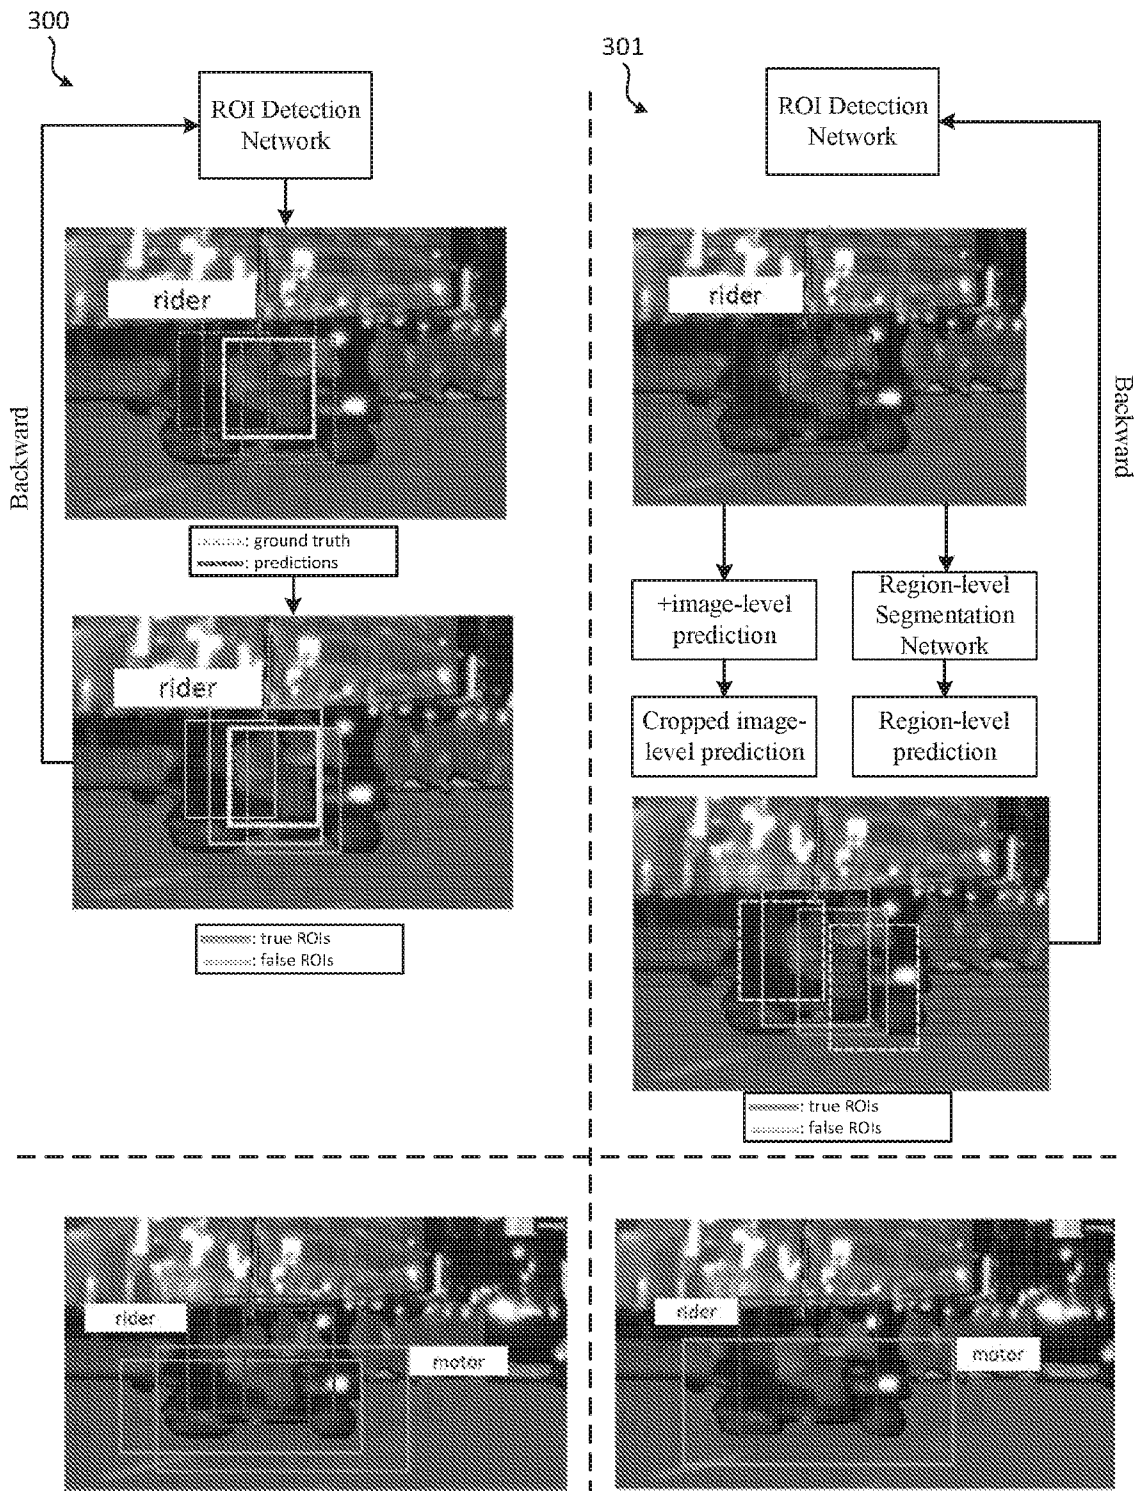 300
ROI Detection
Network
rider
Backward
: ground truth
: predictions
rider
: true ROIs
: false ROIs
301
ROI Detection
Network
rider
Backward
+image-level
prediction
Region-level
Segmentation
Network
Cropped image-
level prediction
Region-level
prediction
: true ROIs
: false ROIs
rider
motor
rider
motor